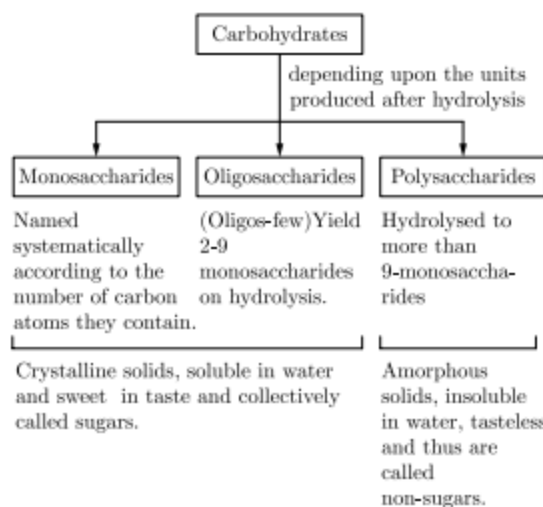 Carbohydrates
depending upon the units
produced after hydrolysis
Monosaccharides
Oligosaccharides
Polysaccharides
Named
systematically
according to the
number of carbon
atoms they contain.
(Oligos-few)Yield
2-9
monosaccharides
on hydrolysis.
Hydrolysed to
more than
9-monosaccha-
rides
Crystalline solids, soluble in water
and sweet in taste and collectively
called sugars.
Amorphous
solids, insoluble
in water, tasteless
and thus are
called
non-sugars.